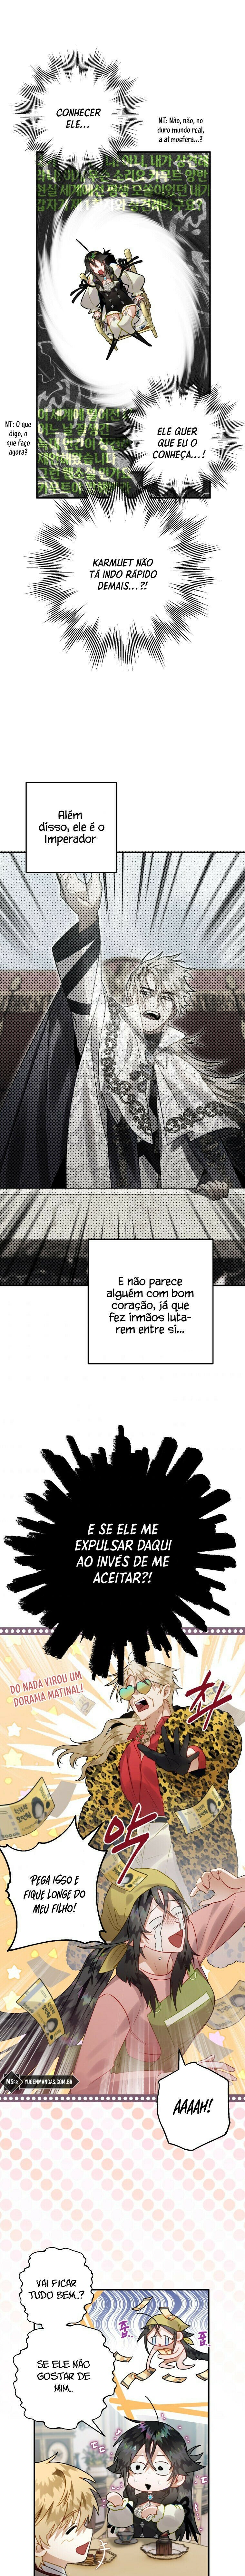 CONHECER
ELE...
NT: Não, não, no
duro mundo real,
a atmosfera...?
NT: O que
digo, o
que faço
agora?
ELE QUER
QUE EU O
CONHEÇA...!
KARMUET NÃO
TÁ INDO RÁPIDO
DEMAIS...?!
Além
disso, ele é o
Imperador
E não parece
alguém com bom
coração, já que
fez irmãos luta-
rem entre si...
E SE ELE ME
EXPULSAR DAQUI
AO INVÉS DE ME
ACEITAR?!
DO NADA VIROU UM
DORAMA MATINAL!
촤
악
PEGA ISSO E
FIQUE LONGE DO
MEU FILHO!
YUGENMANGAS.COM.BR
AAAAH!
VAI FICAR
TUDO BEM..?
SE ELE NÃO
GOSTAR DE
MIM..